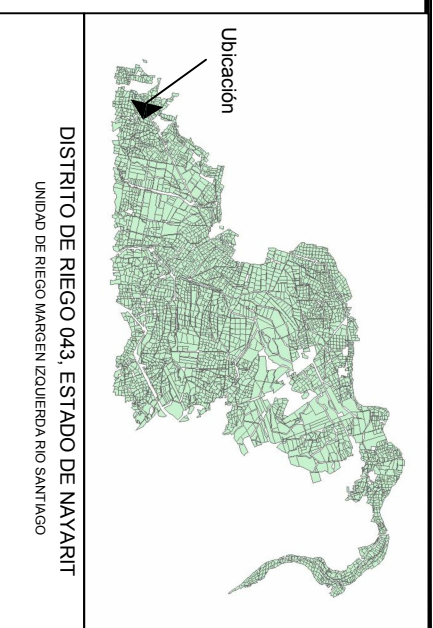 Ubicación
DISTRITO DE RIEGO 043, ESTADO DE NAYARIT
UNIDAD DE RIEGO MARGEN IZQUIERDA RIO SANTIAGO